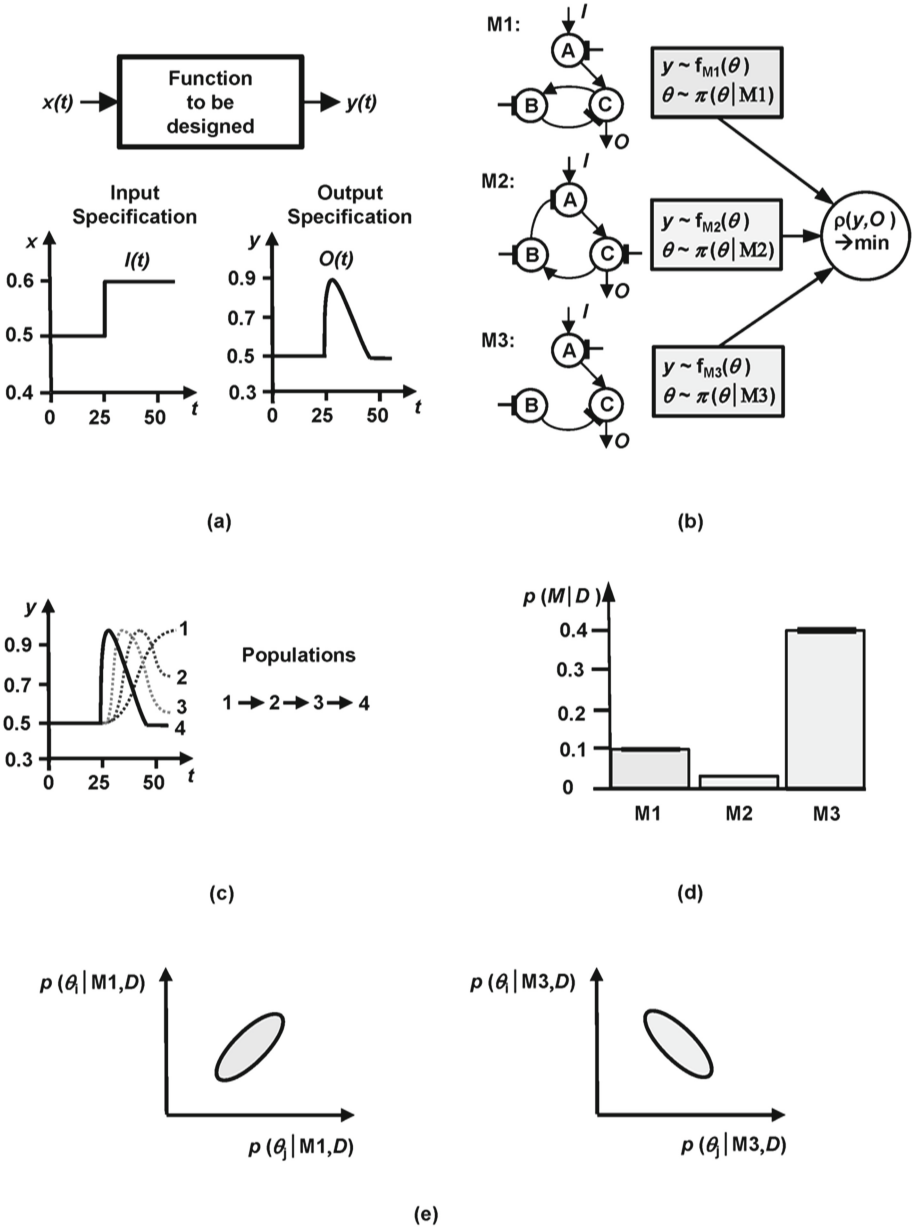 x(t)
Function
to be
designed
y(t)
Input
Specification
x
I(t)
0.6
0.5
0.4
0
25
50
t
Output
Specification
y
O(t)
0.9
0.7
0.5
0.3
0
25
50
t
(a)
M1:
I
A
B
C
O
y ~ fM1(θ)
θ ~ π(θ|M1)
M2:
I
A
B
C
O
y ~ fM2(θ)
θ ~ π(θ|M2)
M3:
I
A
B
C
O
y ~ fM3(θ)
θ ~ π(θ|M3)
ρ(y,O)
→min
(b)
y
0.9
0.7
0.5
0.3
0
25
50
t
1
2
3
4
Populations
1 → 2 → 3 → 4
(c)
p (M|D)
0.4
0.3
0.2
0.1
0
M1
M2
M3
(d)
p (θi|M1,D)
p (θj|M1,D)
p (θi|M3,D)
p (θj|M3,D)
(e)